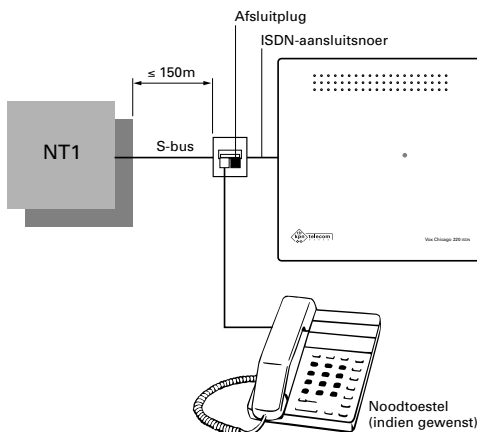 Afsluitplug
ISDN-aansluitsnoer
≤ 150m
NT1
S-bus
kpn telecom
Vox Chicago 220 ISDN
Noodtoestel
(indien gewenst)